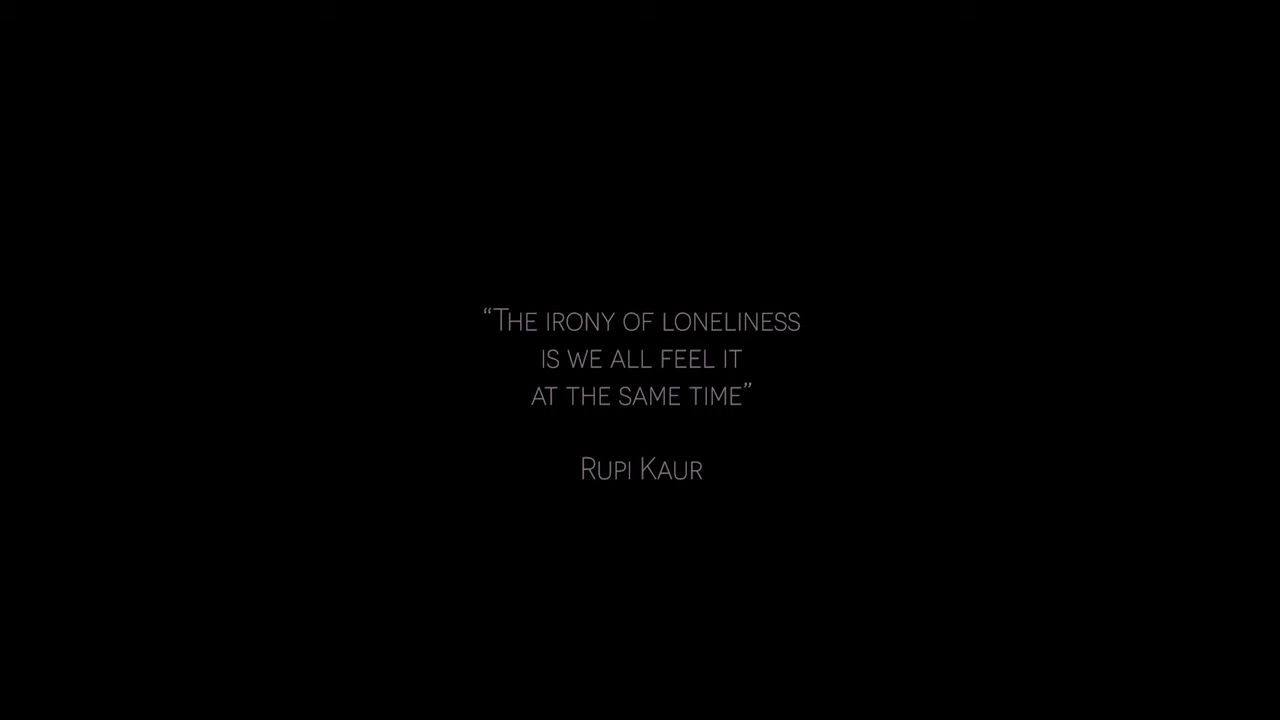 “The irony of loneliness
is we all feel it
at the same time”
Rupi Kaur